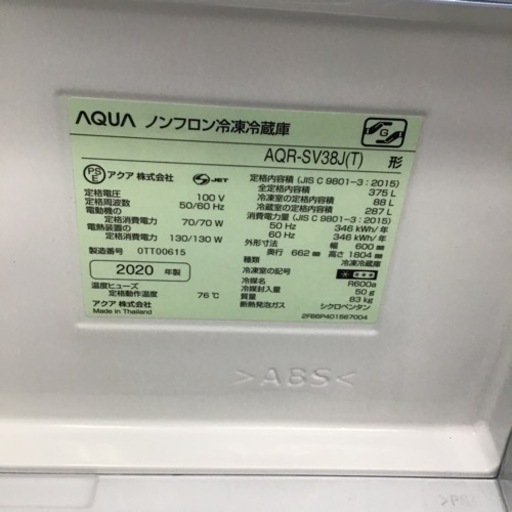 AQUA ノンフロン冷凍冷蔵庫
G
AQR-SV38J(T) 形
PSE アクア 株式会社 S JET
定格電圧 100 V
定格周波数 50/60 Hz
電動機の
定格消費電力 70/70 W
電熱装置の
定格消費電力 130/130 W
製造番号 0TT00615
2020 年製
温度ヒューズ
定格動作温度 76℃
アクア 株式会社
Made in Thailand
定格内容積 (JIS C 9801-3:2015)
全定格内容積 375 L
冷凍室の定格内容積 88 L
冷蔵室の定格内容積 287 L
消費電力量 (JIS C 9801-3:2015)
50 Hz 346 kWh/年
60 Hz 346 kWh/年
外形寸法 幅 600 mm
奥行 662 mm 高さ 1804 mm
種類 冷凍冷蔵庫
冷凍室の記号
冷媒名 R600a
冷媒封入量 50 g
質量 83 kg
断熱発泡ガス シクロペンタン
2FB6P401567004
>ABS<